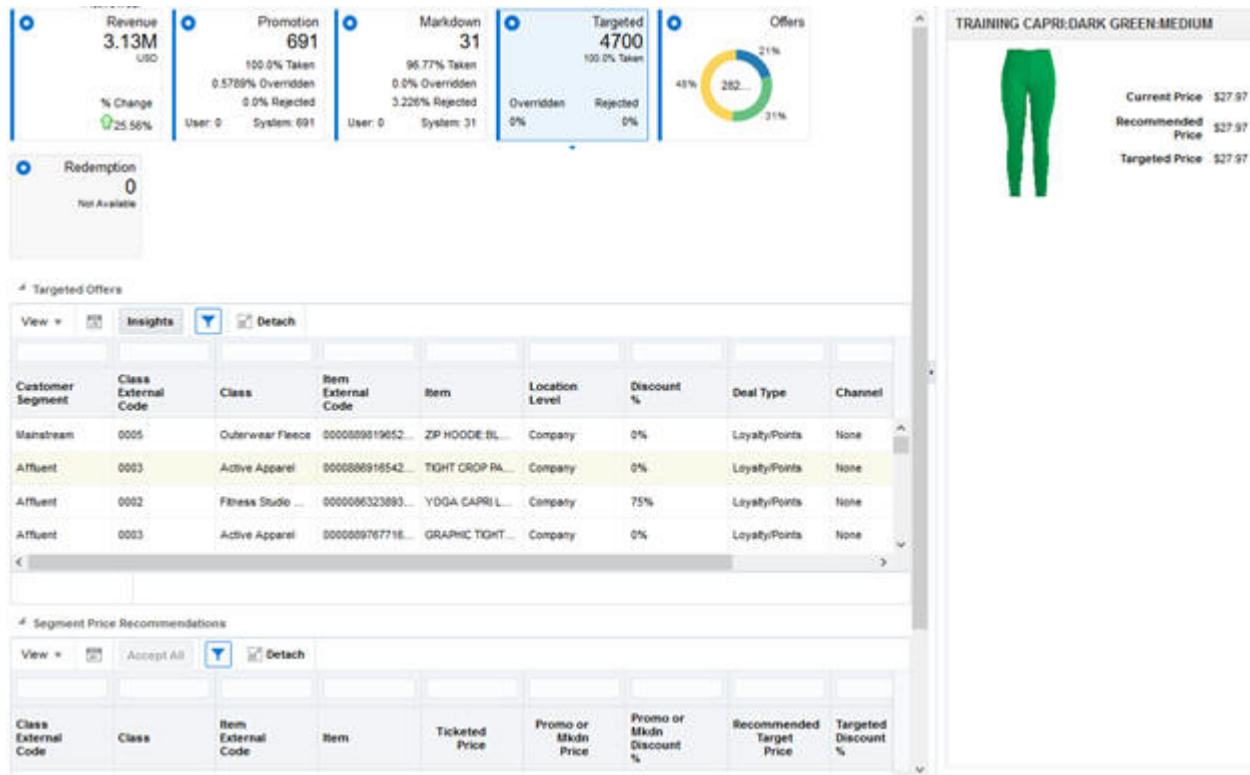 Revenue
3.13M
USD
% Change
25.56%
Promotion
691
100.0% Taken
0.5789% Overridden
0.0% Rejected
User: 0 System: 691
Markdown
31
96.77% Taken
0.0% Overridden
3.226% Rejected
User: 0 System: 31
Targeted
4700
100.0% Taken
Overridden Rejected
0% 0%
Offers
21%
48%
282...
31%
Redemption
0
Not Available
TRAINING CAPRI:DARK GREEN:MEDIUM
Current Price $27.97
Recommended Price $27.97
Targeted Price $27.97
Targeted Offers
View Insights Detach
Customer Segment Class External Code Class Item External Code Item Location Level Discount % Deal Type Channel
Mainstream 0005 Outerwear Fleece 0000889819652... ZIP HOODIE:BL... Company 0% Loyalty/Points None
Affluent 0003 Active Apparel 0000886916542... TIGHT CROP PA... Company 0% Loyalty/Points None
Affluent 0002 Fitness Studio ... 0000086323893... YOGA CAPRI L... Company 75% Loyalty/Points None
Affluent 0003 Active Apparel 0000889767716... GRAPHIC TIGHT... Company 0% Loyalty/Points None
Segment Price Recommendations
View Accept All Detach
Class External Code Class Item External Code Item Ticketed Price Promo or Mkdn Price Promo or Mkdn Discount % Recommended Target Price Targeted Discount %